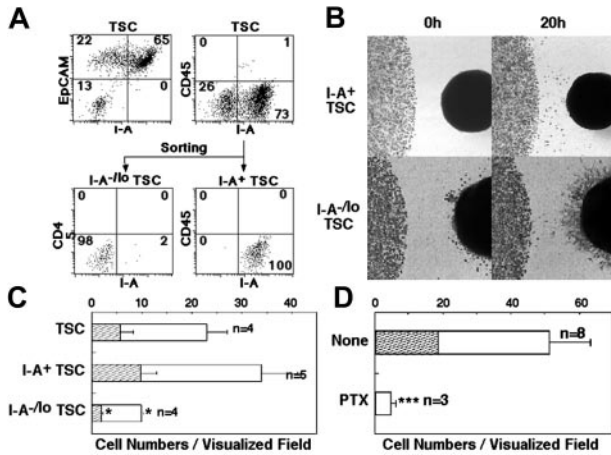 A
TSC
TSC
22
65
13
0
EpCAM
I-A
0
1
26
73
CD45
I-A
Sorting
I-A-/lo TSC
I-A+ TSC
0
0
98
2
CD4
5
I-A
0
0
0
100
CD45
I-A
B
0h
20h
I-A+
TSC
I-A-/lo
TSC
C
0 10 20 30 40
TSC
n=4
I-A+ TSC
n=5
I-A-/lo TSC
* * n=4
Cell Numbers / Visualized Field
D
0 20 40 60
None
n=8
PTX
*** n=3
Cell Numbers / Visualized Field